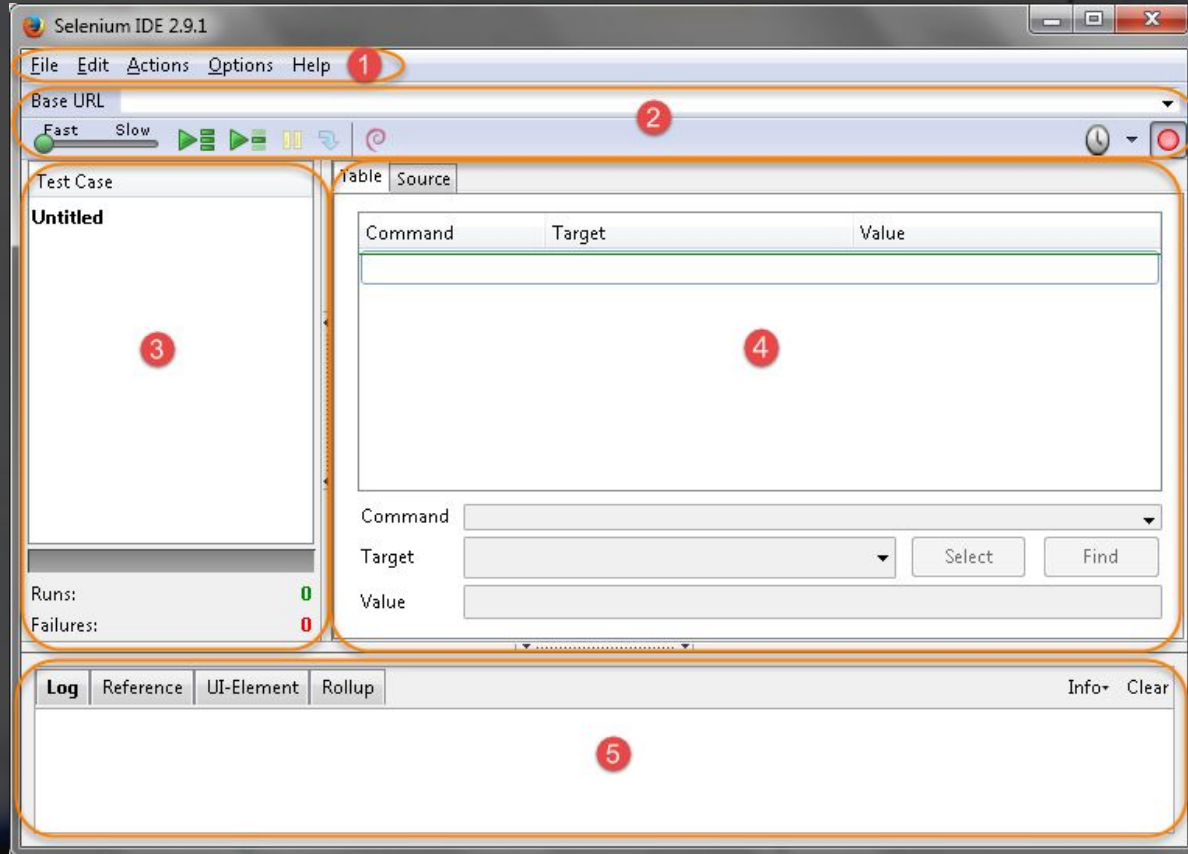 Selenium IDE 2.9.1
File Edit Actions Options Help 1
Base URL
2
Fast Slow
Test Case
Untitled
3
Runs: 0
Failures: 0
Table Source
Command Target Value
4
Command
Target Select Find
Value
Log Reference UI-Element Rollup Info Clear
5